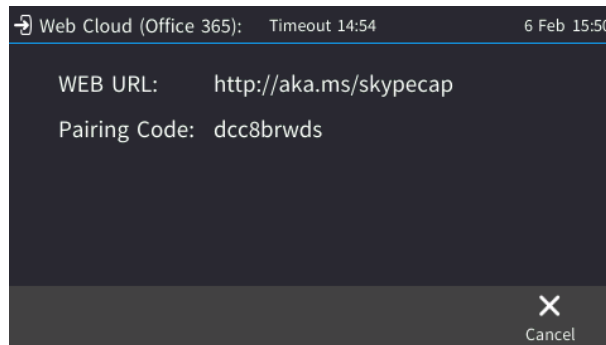 Web Cloud (Office 365): Timeout 14:54 6 Feb 15:50
WEB URL: http://aka.ms/skypecap
Pairing Code: dcc8brwds
Cancel